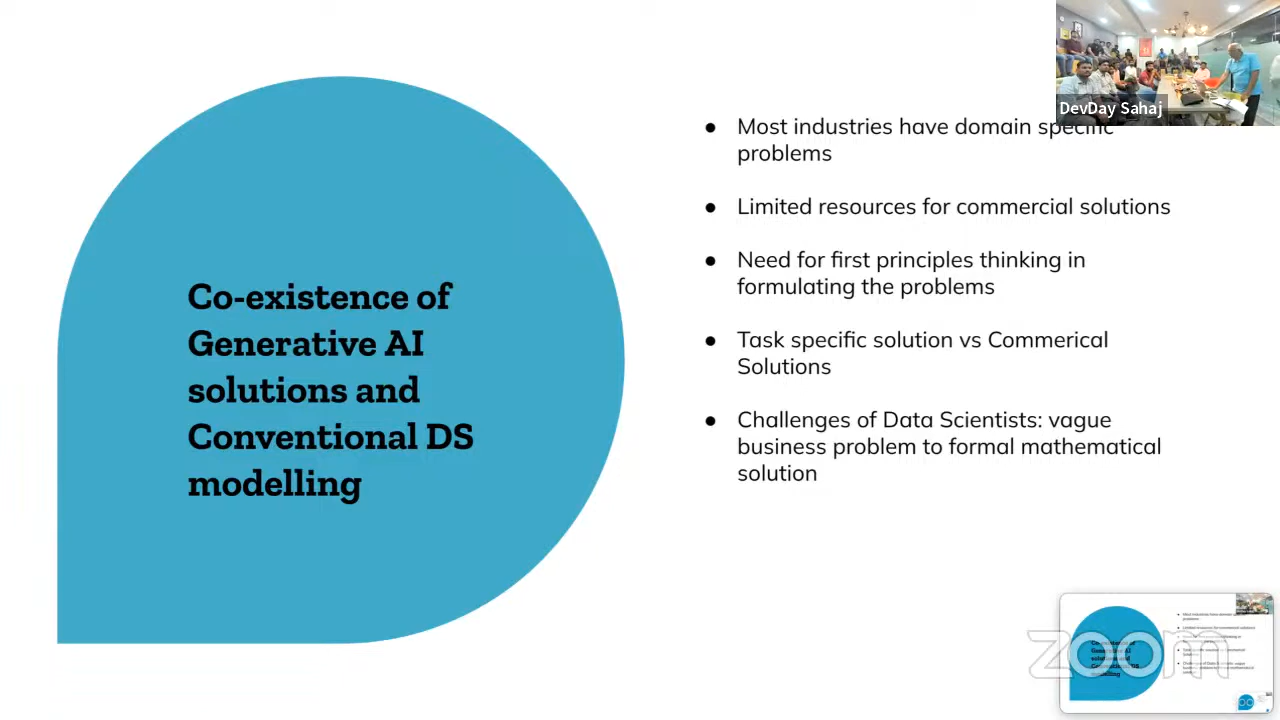 DevDay Sahaj
Co-existence of
Generative AI
solutions and
Conventional DS
modelling
● Most industries have domain specific
problems
● Limited resources for commercial solutions
● Need for first principles thinking in
formulating the problems
● Task specific solution vs Commerical
Solutions
● Challenges of Data Scientists: vague
business problem to formal mathematical
solution
zoom